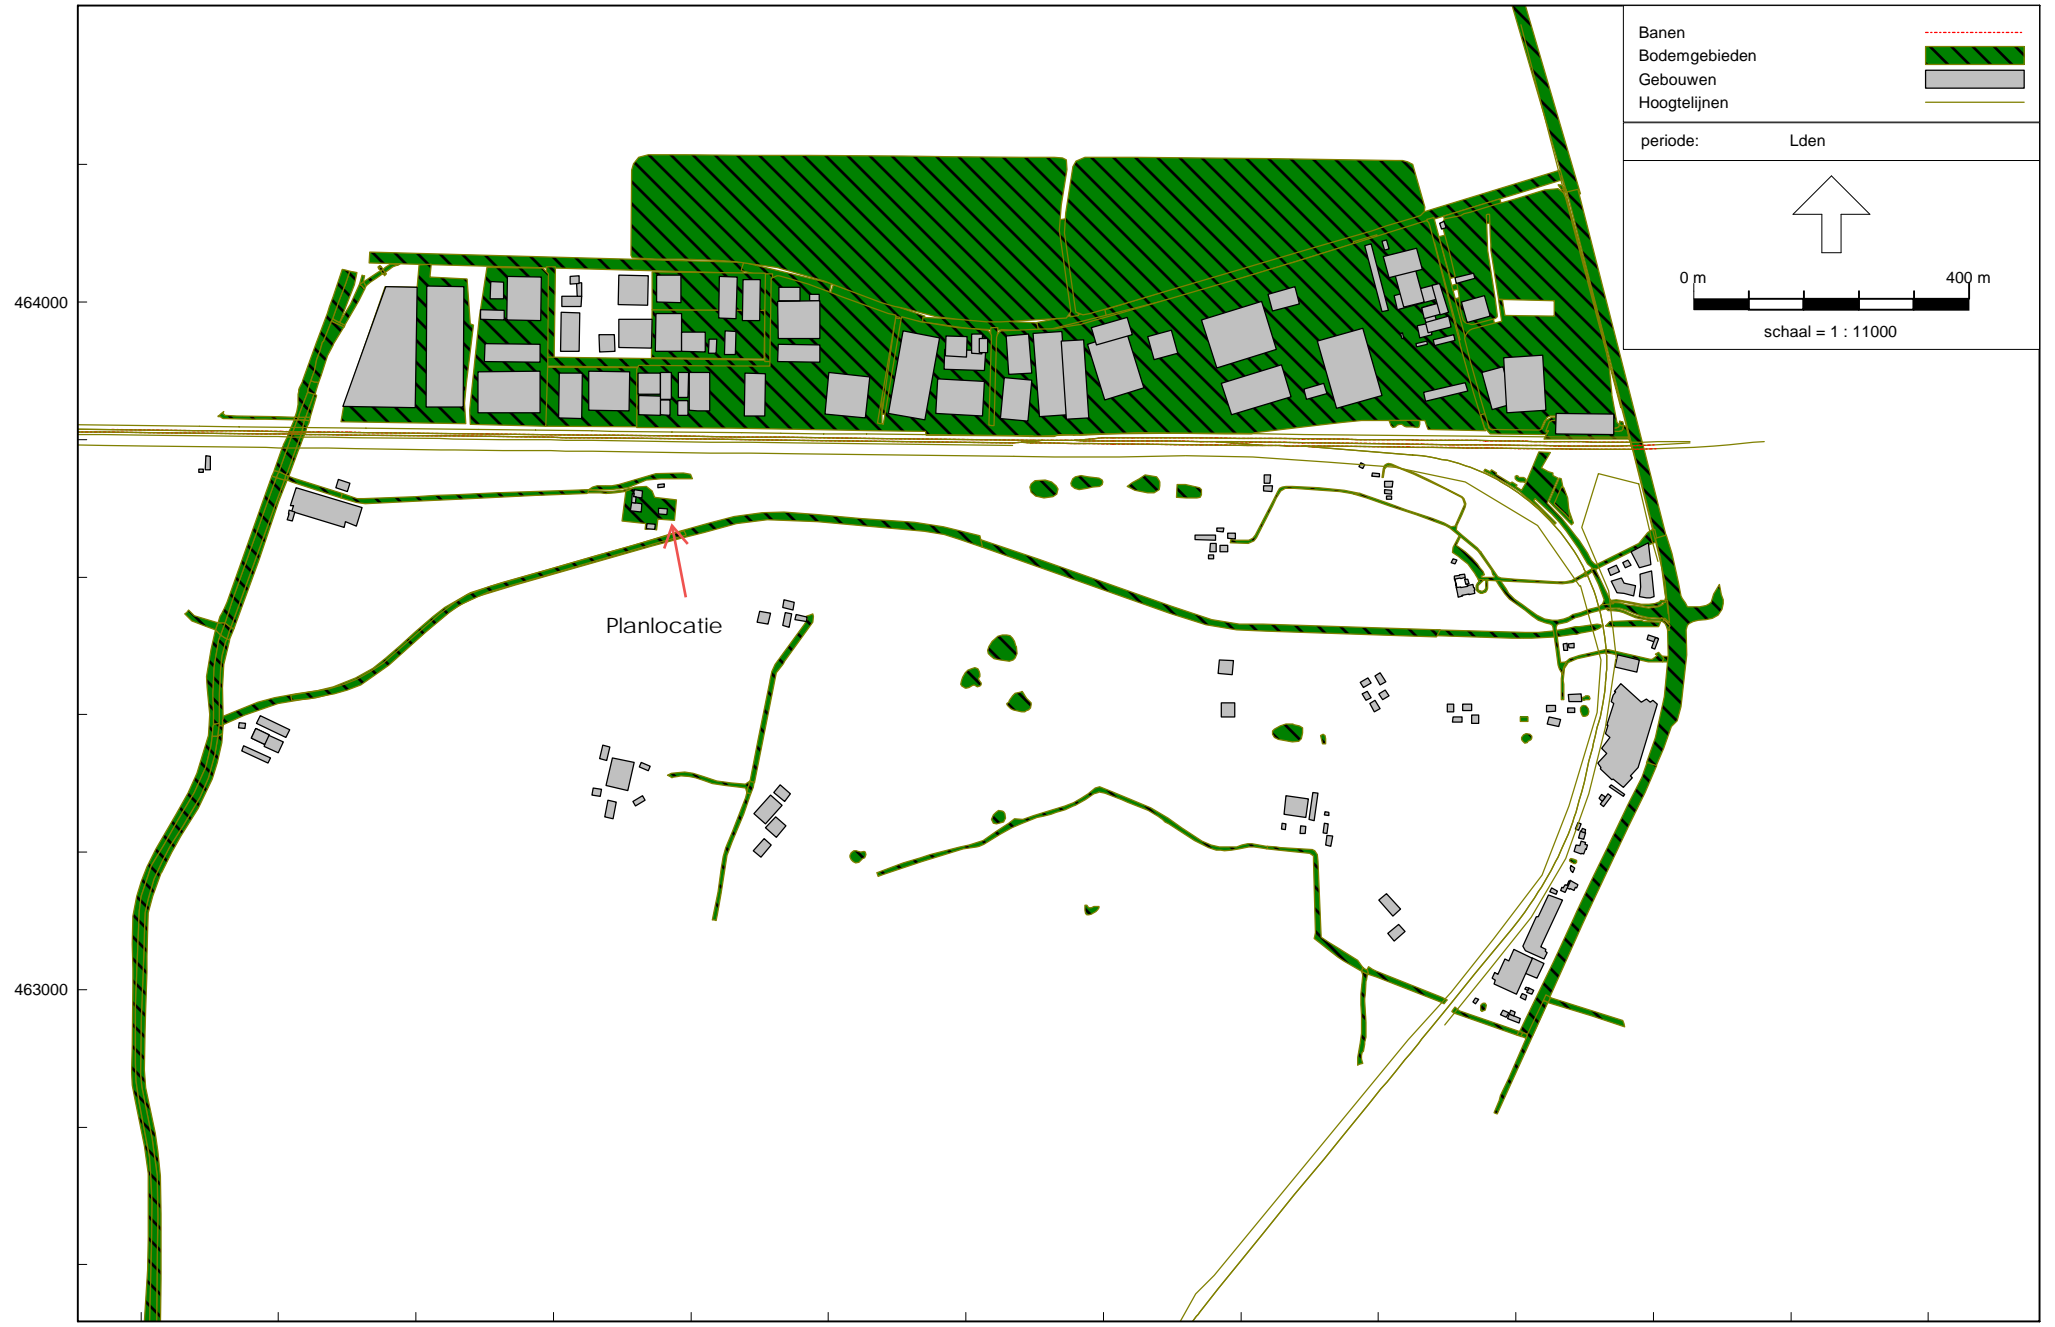 Banen
Bodemgebieden
Gebouwen
Hoogtelijnen
periode: Lden
0 m 400 m
schaal = 1 : 11000
464000
Planlocatie
463000